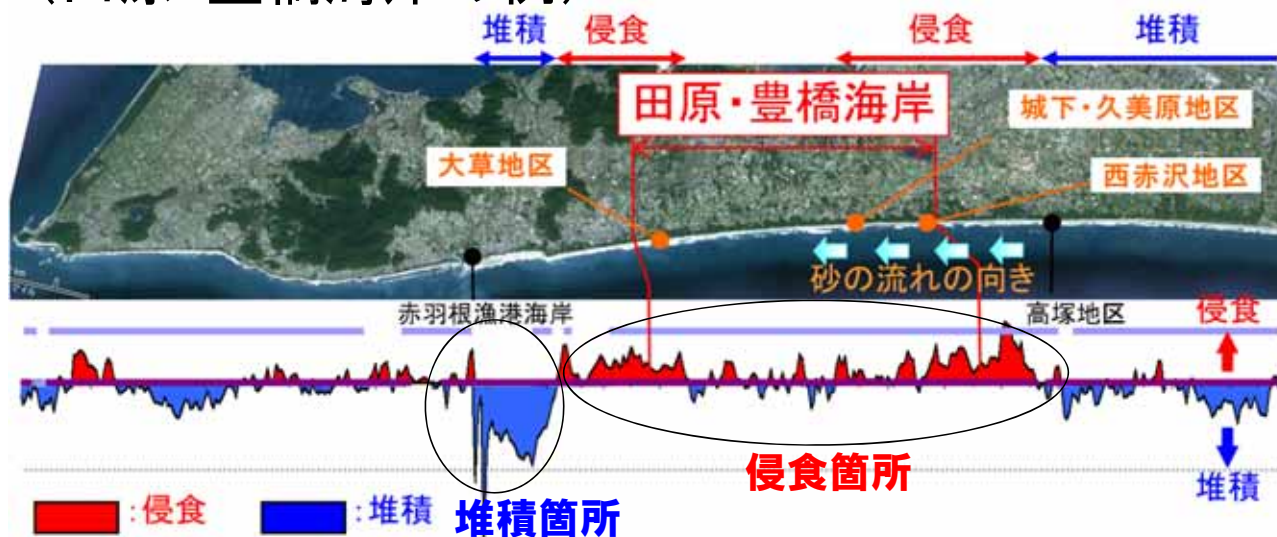 堆積
侵食
侵食
堆積
田原・豊橋海岸
城下・久美原地区
大草地区
西赤沢地区
砂の流れの向き
赤羽根漁港海岸
高塚地区
侵食
侵食箇所
堆積
:侵食
:堆積
堆積箇所